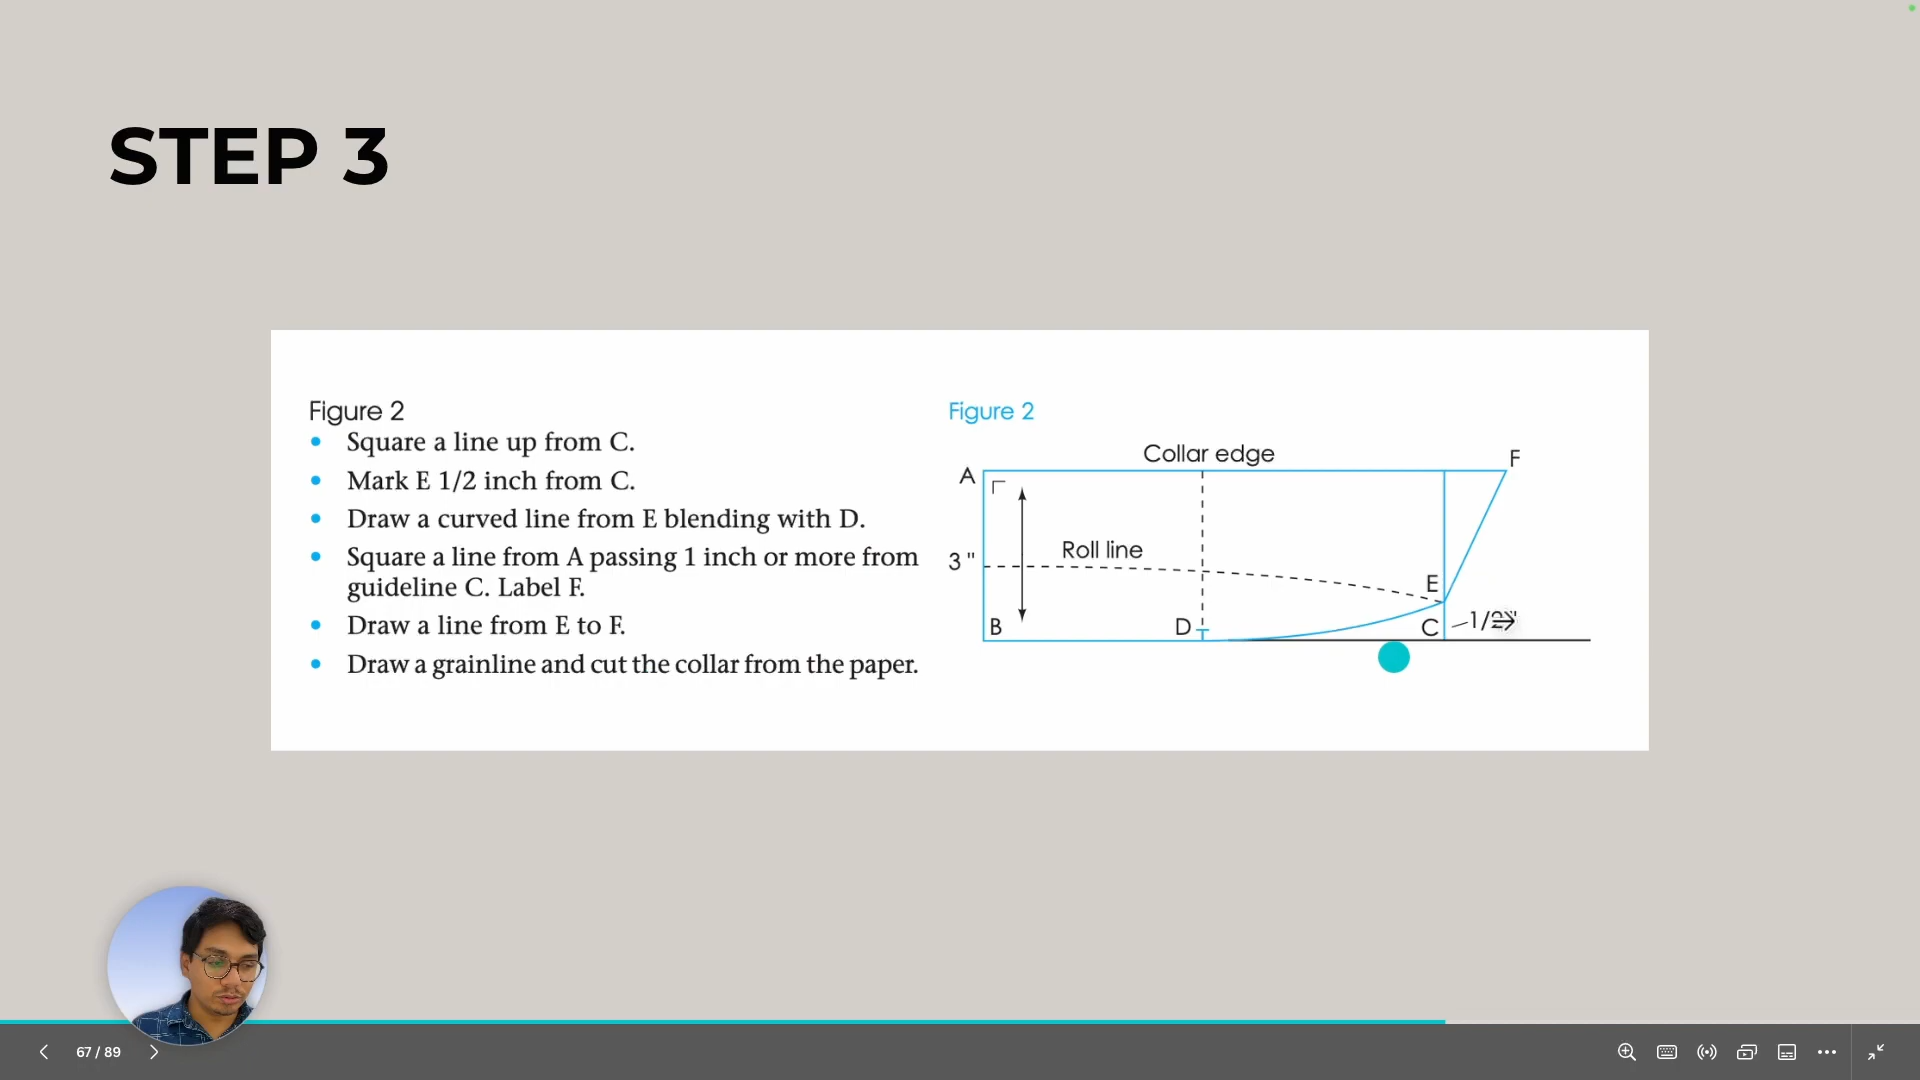 STEP 3
Figure 2
• Square a line up from C.
• Mark E 1/2 inch from C.
• Draw a curved line from E blending with D.
• Square a line from A passing 1 inch or more from
guideline C. Label F.
• Draw a line from E to F.
• Draw a grainline and cut the collar from the paper.
Figure 2
Collar edge
F
A
Roll line
3 "
E
B
D
C
1/2"
67 / 89